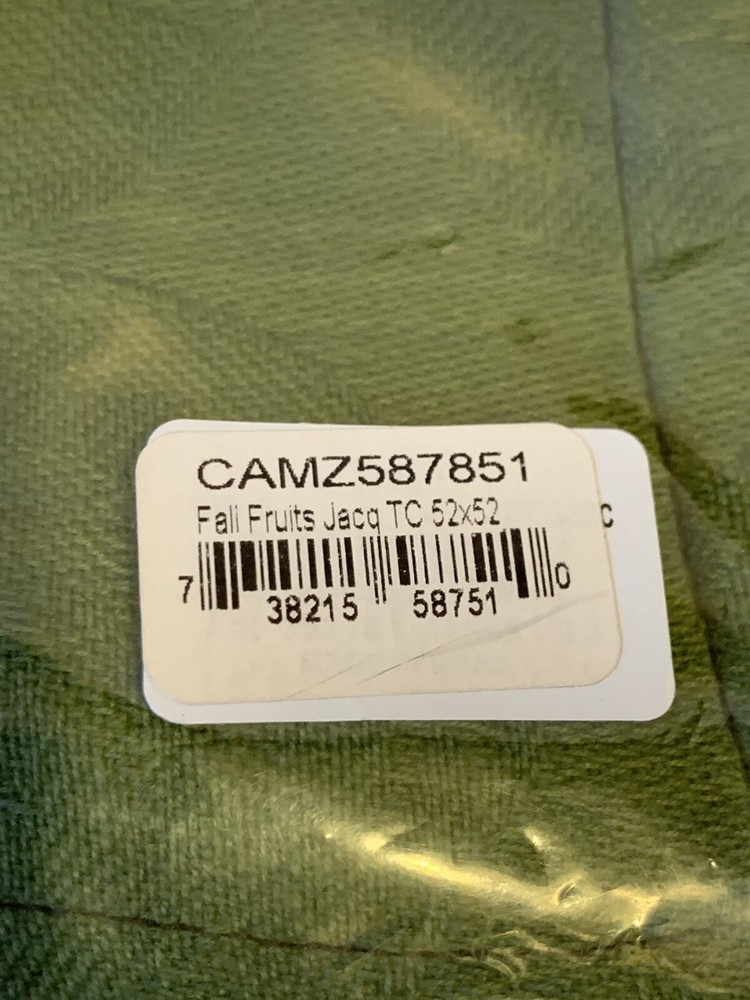 CAMZ587851
Fall Fruits Jacq TC 52x52
C
7 38215 58751 0